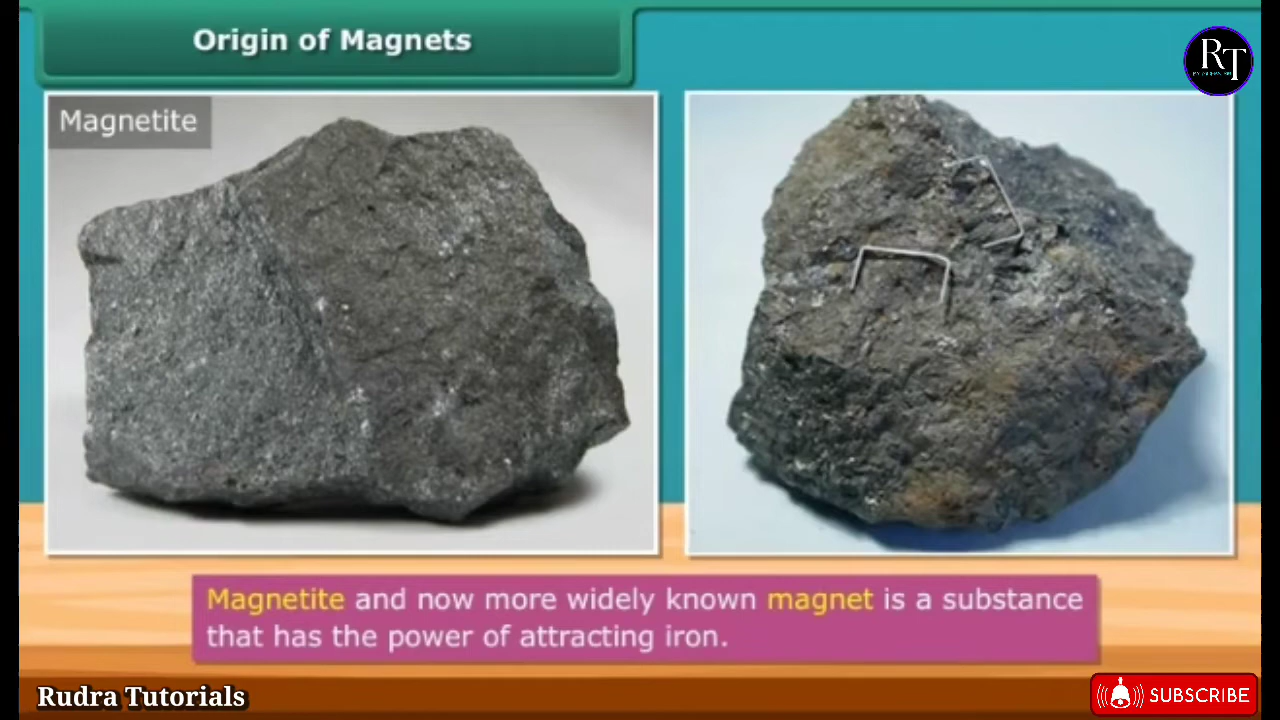 Origin of Magnets
RT
Magnetite
Magnetite and now more widely known magnet is a substance
that has the power of attracting iron.
Rudra Tutorials
SUBSCRIBE